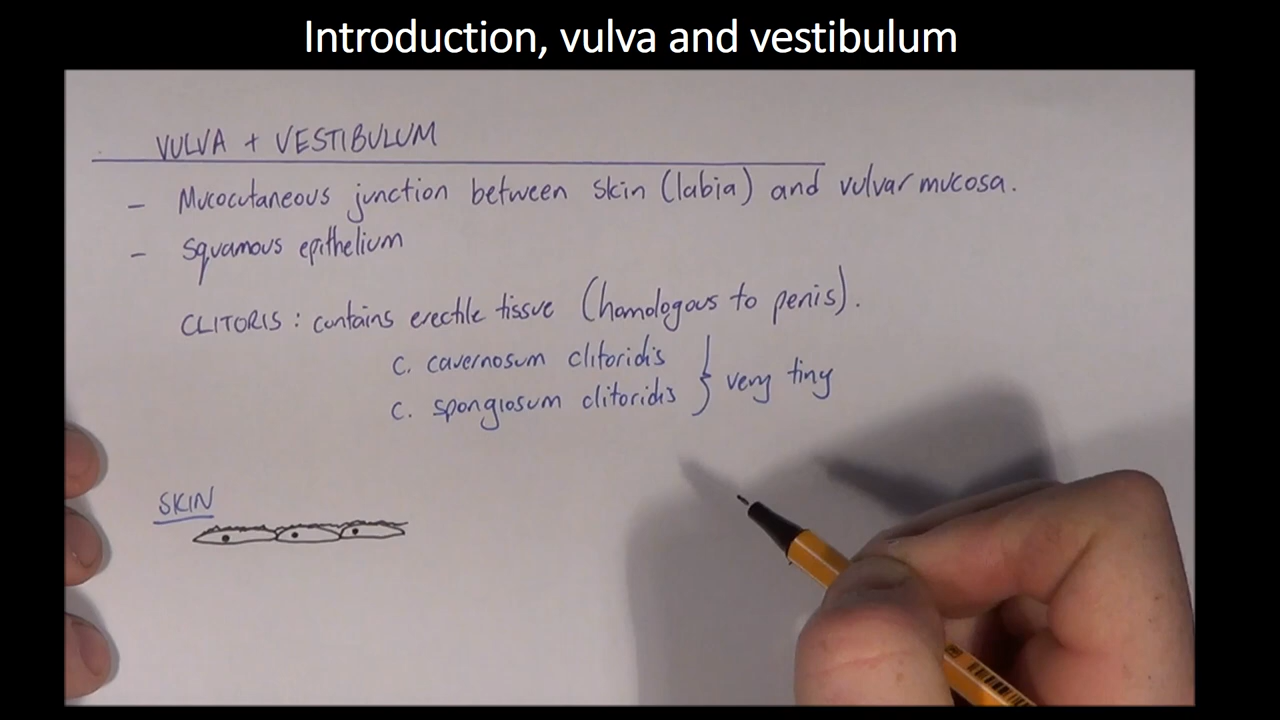 Introduction, vulva and vestibulum
VULVA + VESTIBULUM
- Mucocutaneous junction between skin (labia) and vulvar mucosa.
- Squamous epithelium
CLITORIS : contains erectile tissue (homologous to penis).
C. cavernosum clitoridis
C. spongiosum clitoridis } very tiny
SKIN